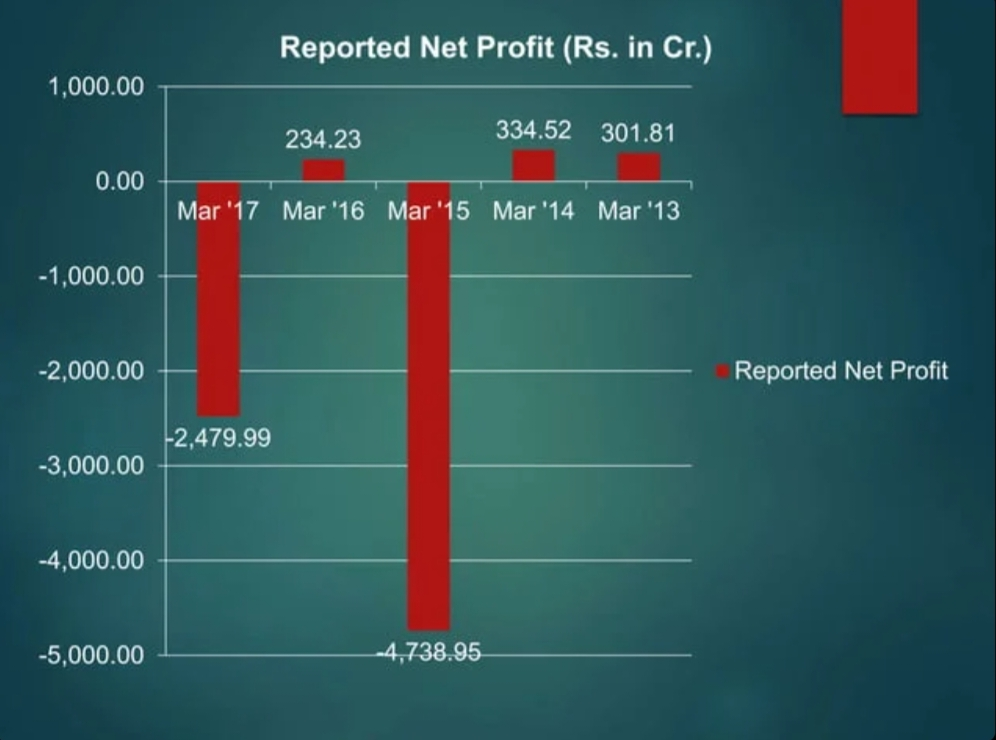 Reported Net Profit (Rs. in Cr.)
1,000.00
234.23
334.52
301.81
0.00
Mar '17
Mar '16
Mar '15
Mar '14
Mar '13
-1,000.00
-2,000.00
Reported Net Profit
-2,479.99
-3,000.00
-4,000.00
-4,738.95
-5,000.00